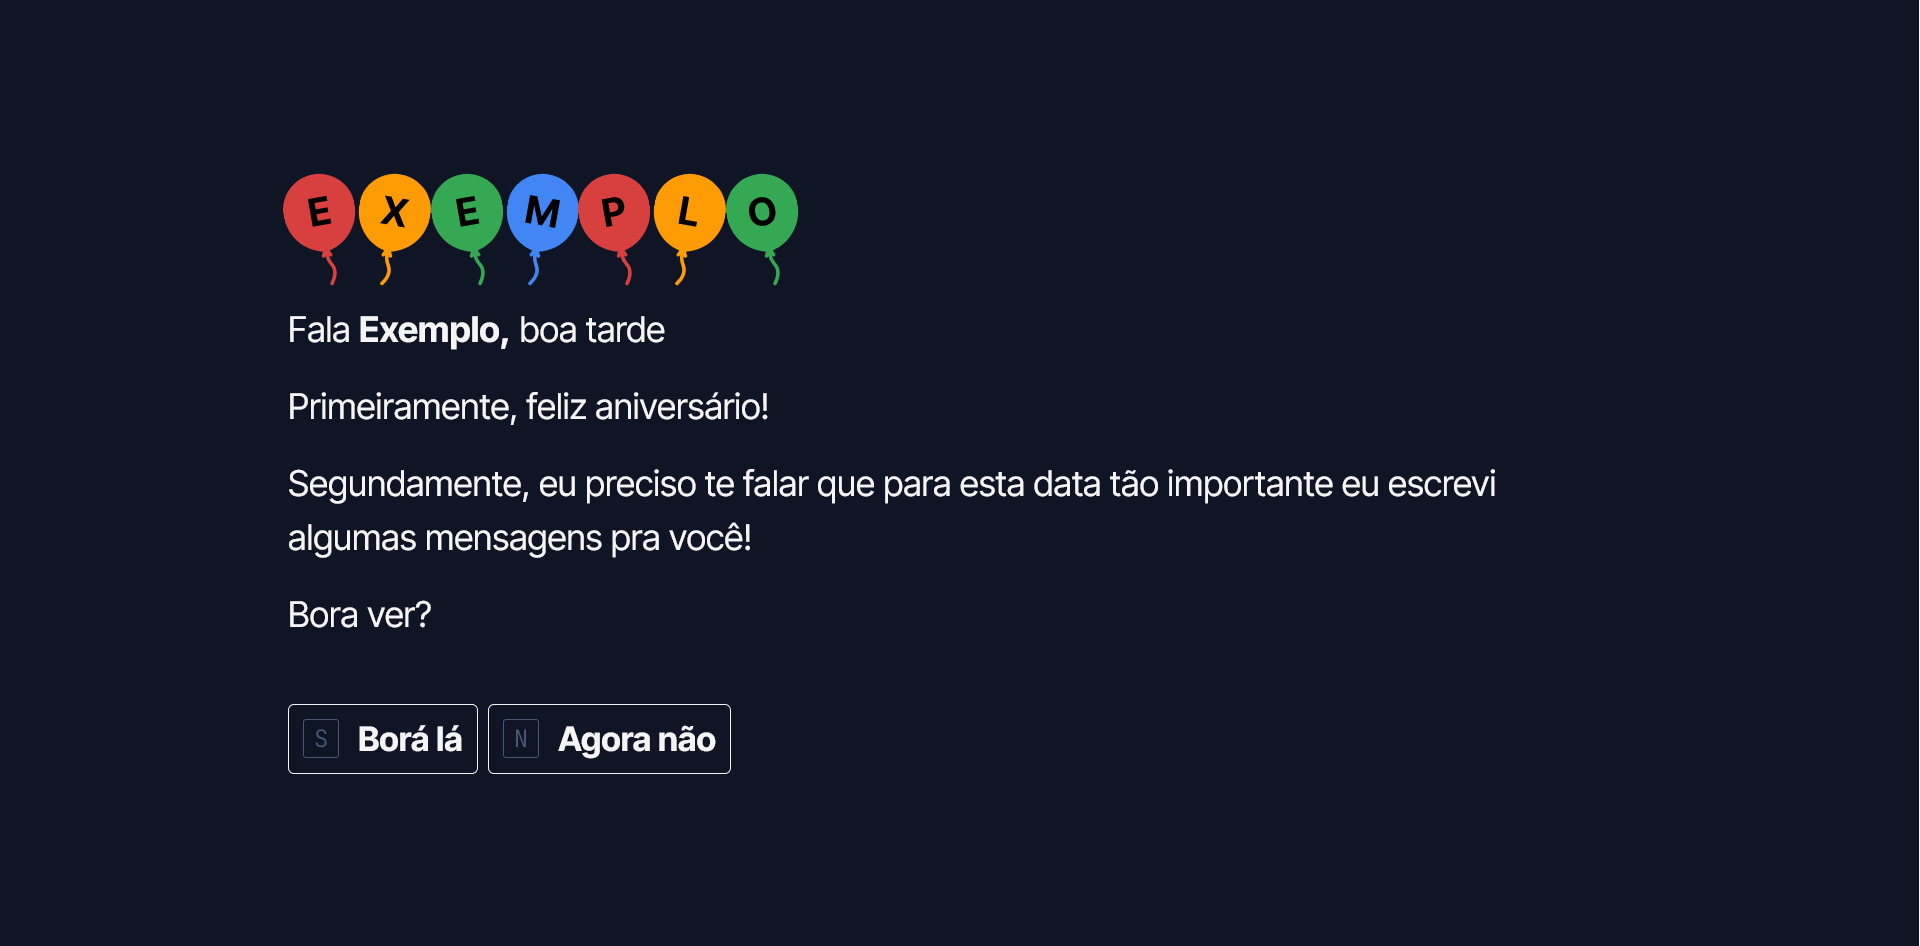 EXEMPLO
Fala Exemplo, boa tarde
Primeiramente, feliz aniversário!
Segundamente, eu preciso te falar que para esta data tão importante eu escrevi
algumas mensagens pra você!
Bora ver?
S Borá lá N Agora não